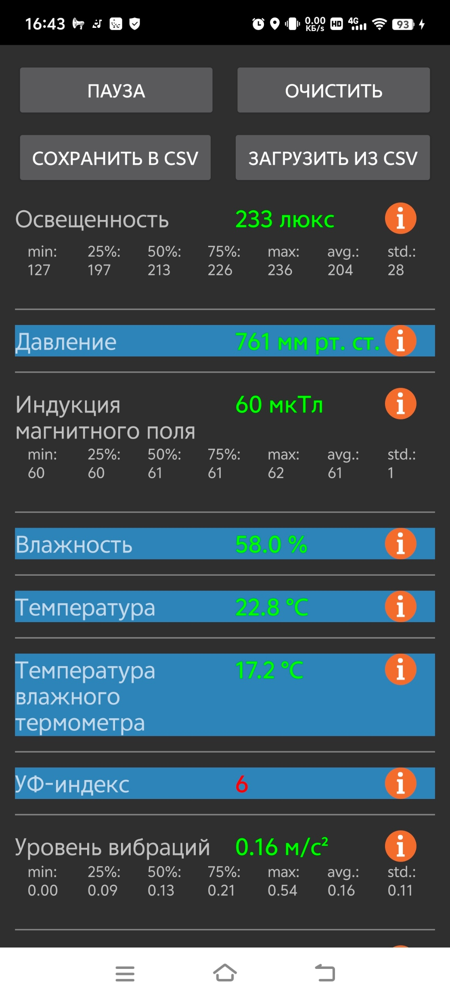 16:43 0.00 КБ/s HD 4G 93
ПАУЗА ОЧИСТИТЬ
СОХРАНИТЬ В CSV ЗАГРУЗИТЬ ИЗ CSV
Освещенность 233 люкс i
min: 25%: 50%: 75%: max: avg.: std.:
127 197 213 226 236 204 28
Давление 761 мм рт. ст. i
Индукция 60 мкТл i
магнитного поля
min: 25%: 50%: 75%: max: avg.: std.:
60 60 61 61 62 61 1
Влажность 58.0 % i
Температура 22.8 °C i
Температура 17.2 °C i
влажного
термометра
УФ-индекс 6 i
Уровень вибраций 0.16 м/с² i
min: 25%: 50%: 75%: max: avg.: std.:
0.00 0.09 0.13 0.21 0.54 0.16 0.11